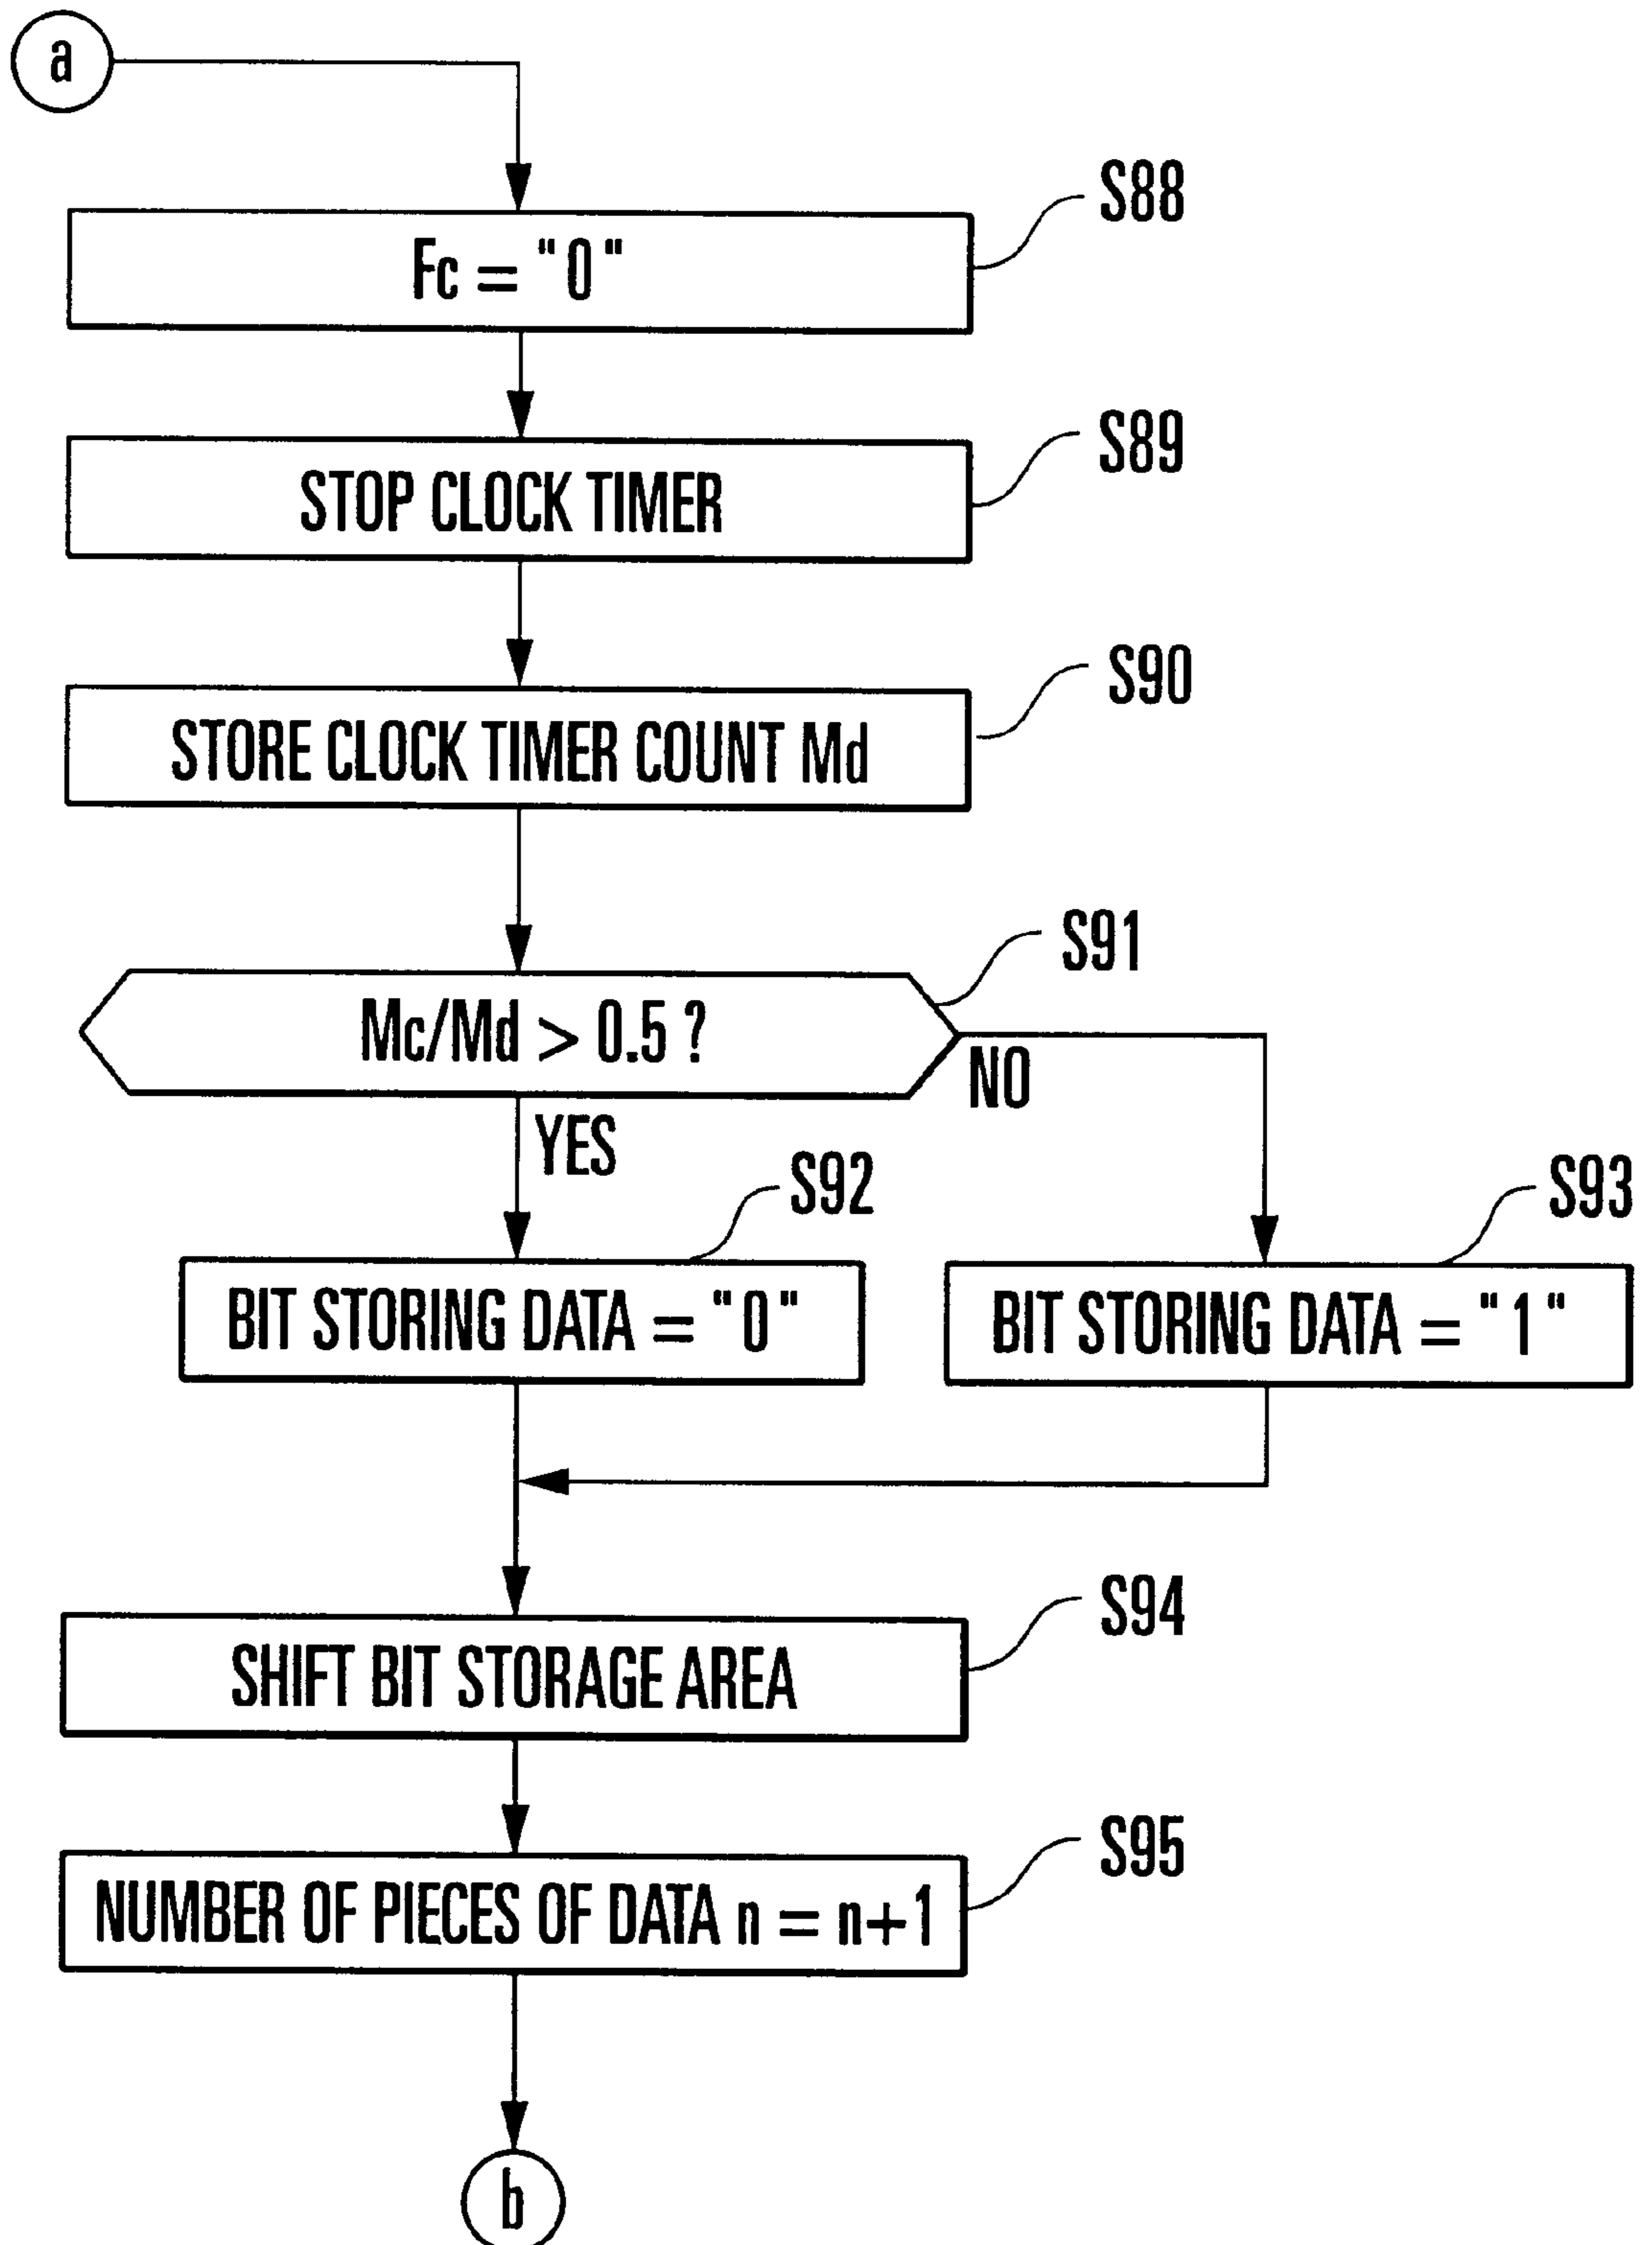 a
S88
Fc = "0"
S89
STOP CLOCK TIMER
S90
STORE CLOCK TIMER COUNT Md
S91
Mc/Md > 0.5 ?
NO
YES
S92
S93
BIT STORING DATA = "0"
BIT STORING DATA = "1"
S94
SHIFT BIT STORAGE AREA
S95
NUMBER OF PIECES OF DATA n = n+1
b